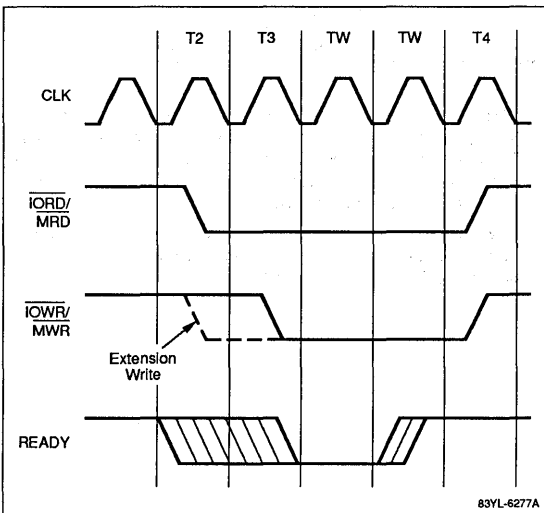 T2 T3 TW TW T4
CLK
IORD/
MRD
IOWR/
MWR
Extension
Write
READY
83YL-6277A